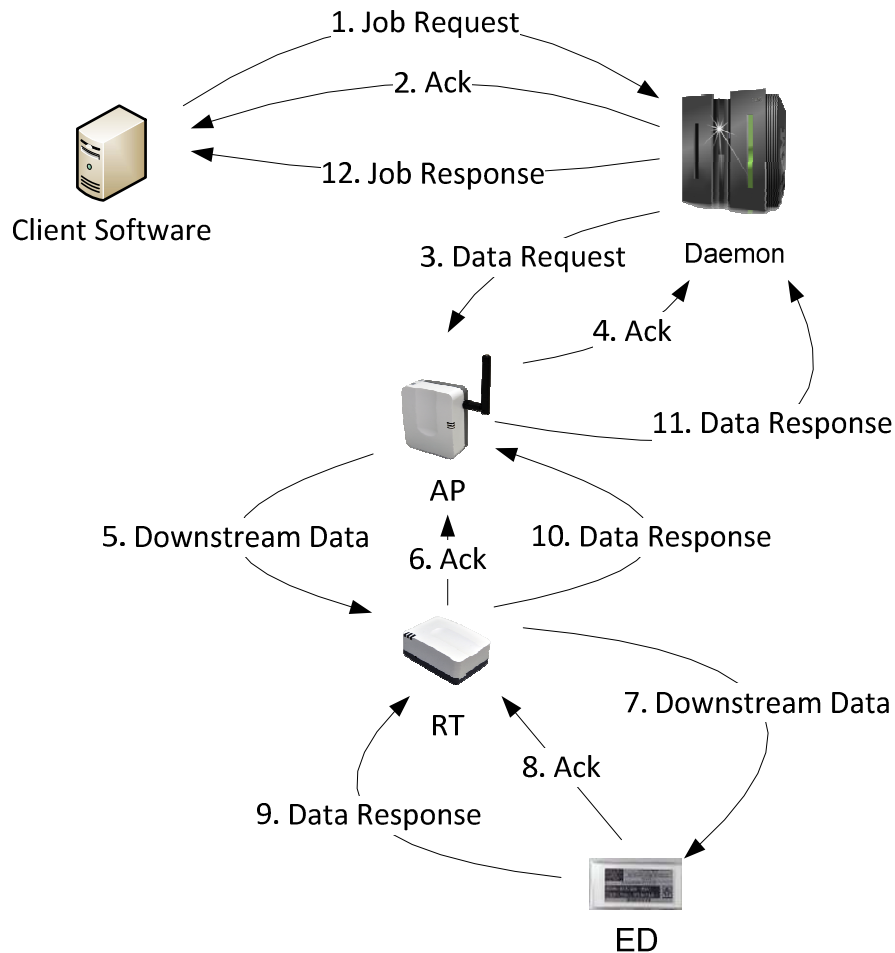 1. Job Request
2. Ack
12. Job Response
Client Software
3. Data Request
Daemon
4. Ack
11. Data Response
AP
5. Downstream Data
10. Data Response
6. Ack
7. Downstream Data
RT
8. Ack
9. Data Response
ED